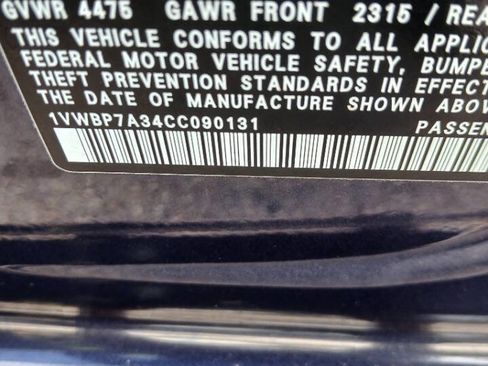 GVWR 4475 GAWR FRONT 2315 / REA
THIS VEHICLE CONFORMS TO ALL APPLIC
FEDERAL MOTOR VEHICLE SAFETY, BUMPE
THEFT PREVENTION STANDARDS IN EFFECT
THE DATE OF MANUFACTURE SHOWN ABOV
1VWBP7A34CC090131 PASSEN